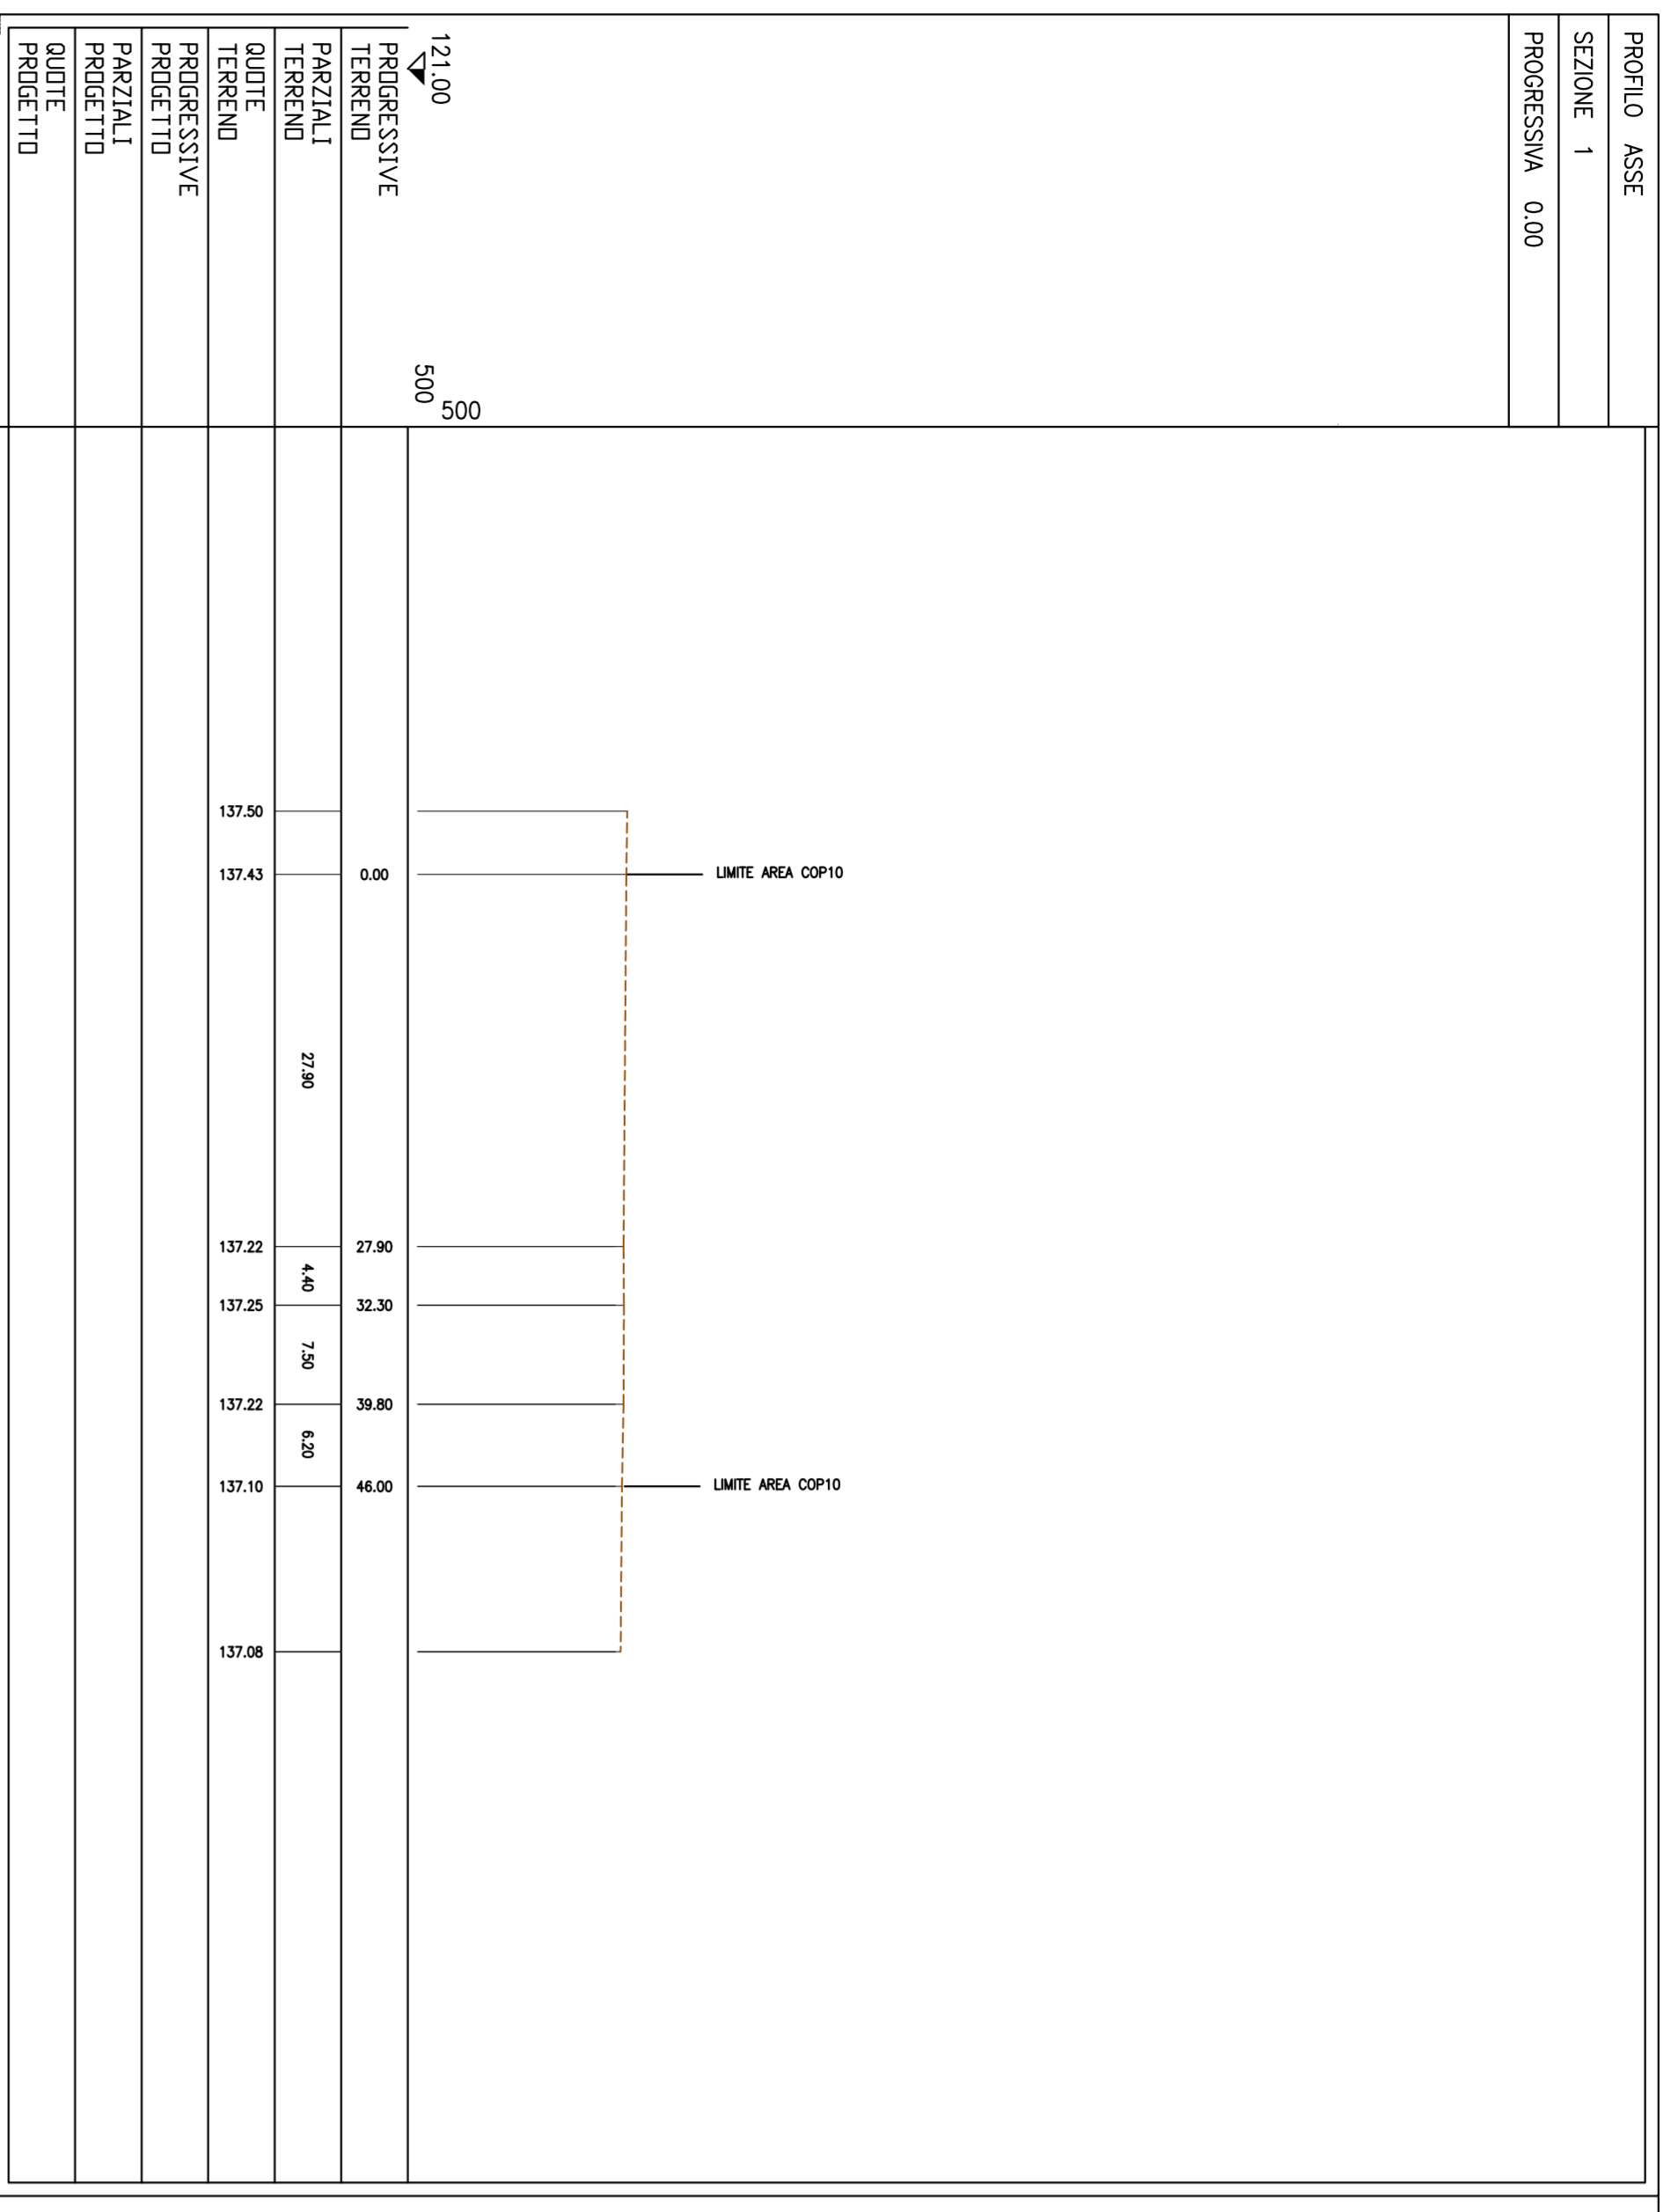 PROFILO ASSE
SEZIONE 1
PROGRESSIVA 0.00
500
500
121.00
LIMITE AREA COP10
LIMITE AREA COP10
PROGRESSIVE
TERRENO
0.00
27.90
32.30
39.80
46.00
PARZIALI
TERRENO
27.90
4.40
7.50
6.20
QUOTE
TERRENO
137.50
137.43
137.22
137.25
137.22
137.10
137.08
PROGRESSIVE
PROGETTO
PARZIALI
PROGETTO
QUOTE
PROGETTO